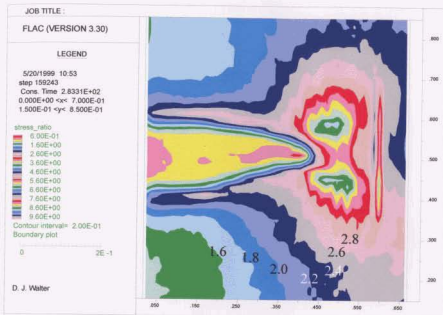 JOB TITLE :
FLAC (VERSION 3.30)
LEGEND
5/20/1999 10:53
step 159243
Cons. Time 2.8331E+02
0.000E+00 <x< 7.000E-01
1.500E-01 <y< 8.500E-01
stress_ratio
6.00E-01
1.60E+00
2.60E+00
3.60E+00
4.60E+00
5.60E+00
6.60E+00
7.60E+00
8.60E+00
9.60E+00
Contour interval= 2.00E-01
Boundary plot
0 2E -1
D. J. Walter
1.6
1.8
2.0
2.2
2.4
2.6
2.8
.800
.700
.600
.500
.400
.300
.200
.050
.150
.250
.350
.450
.550
.650